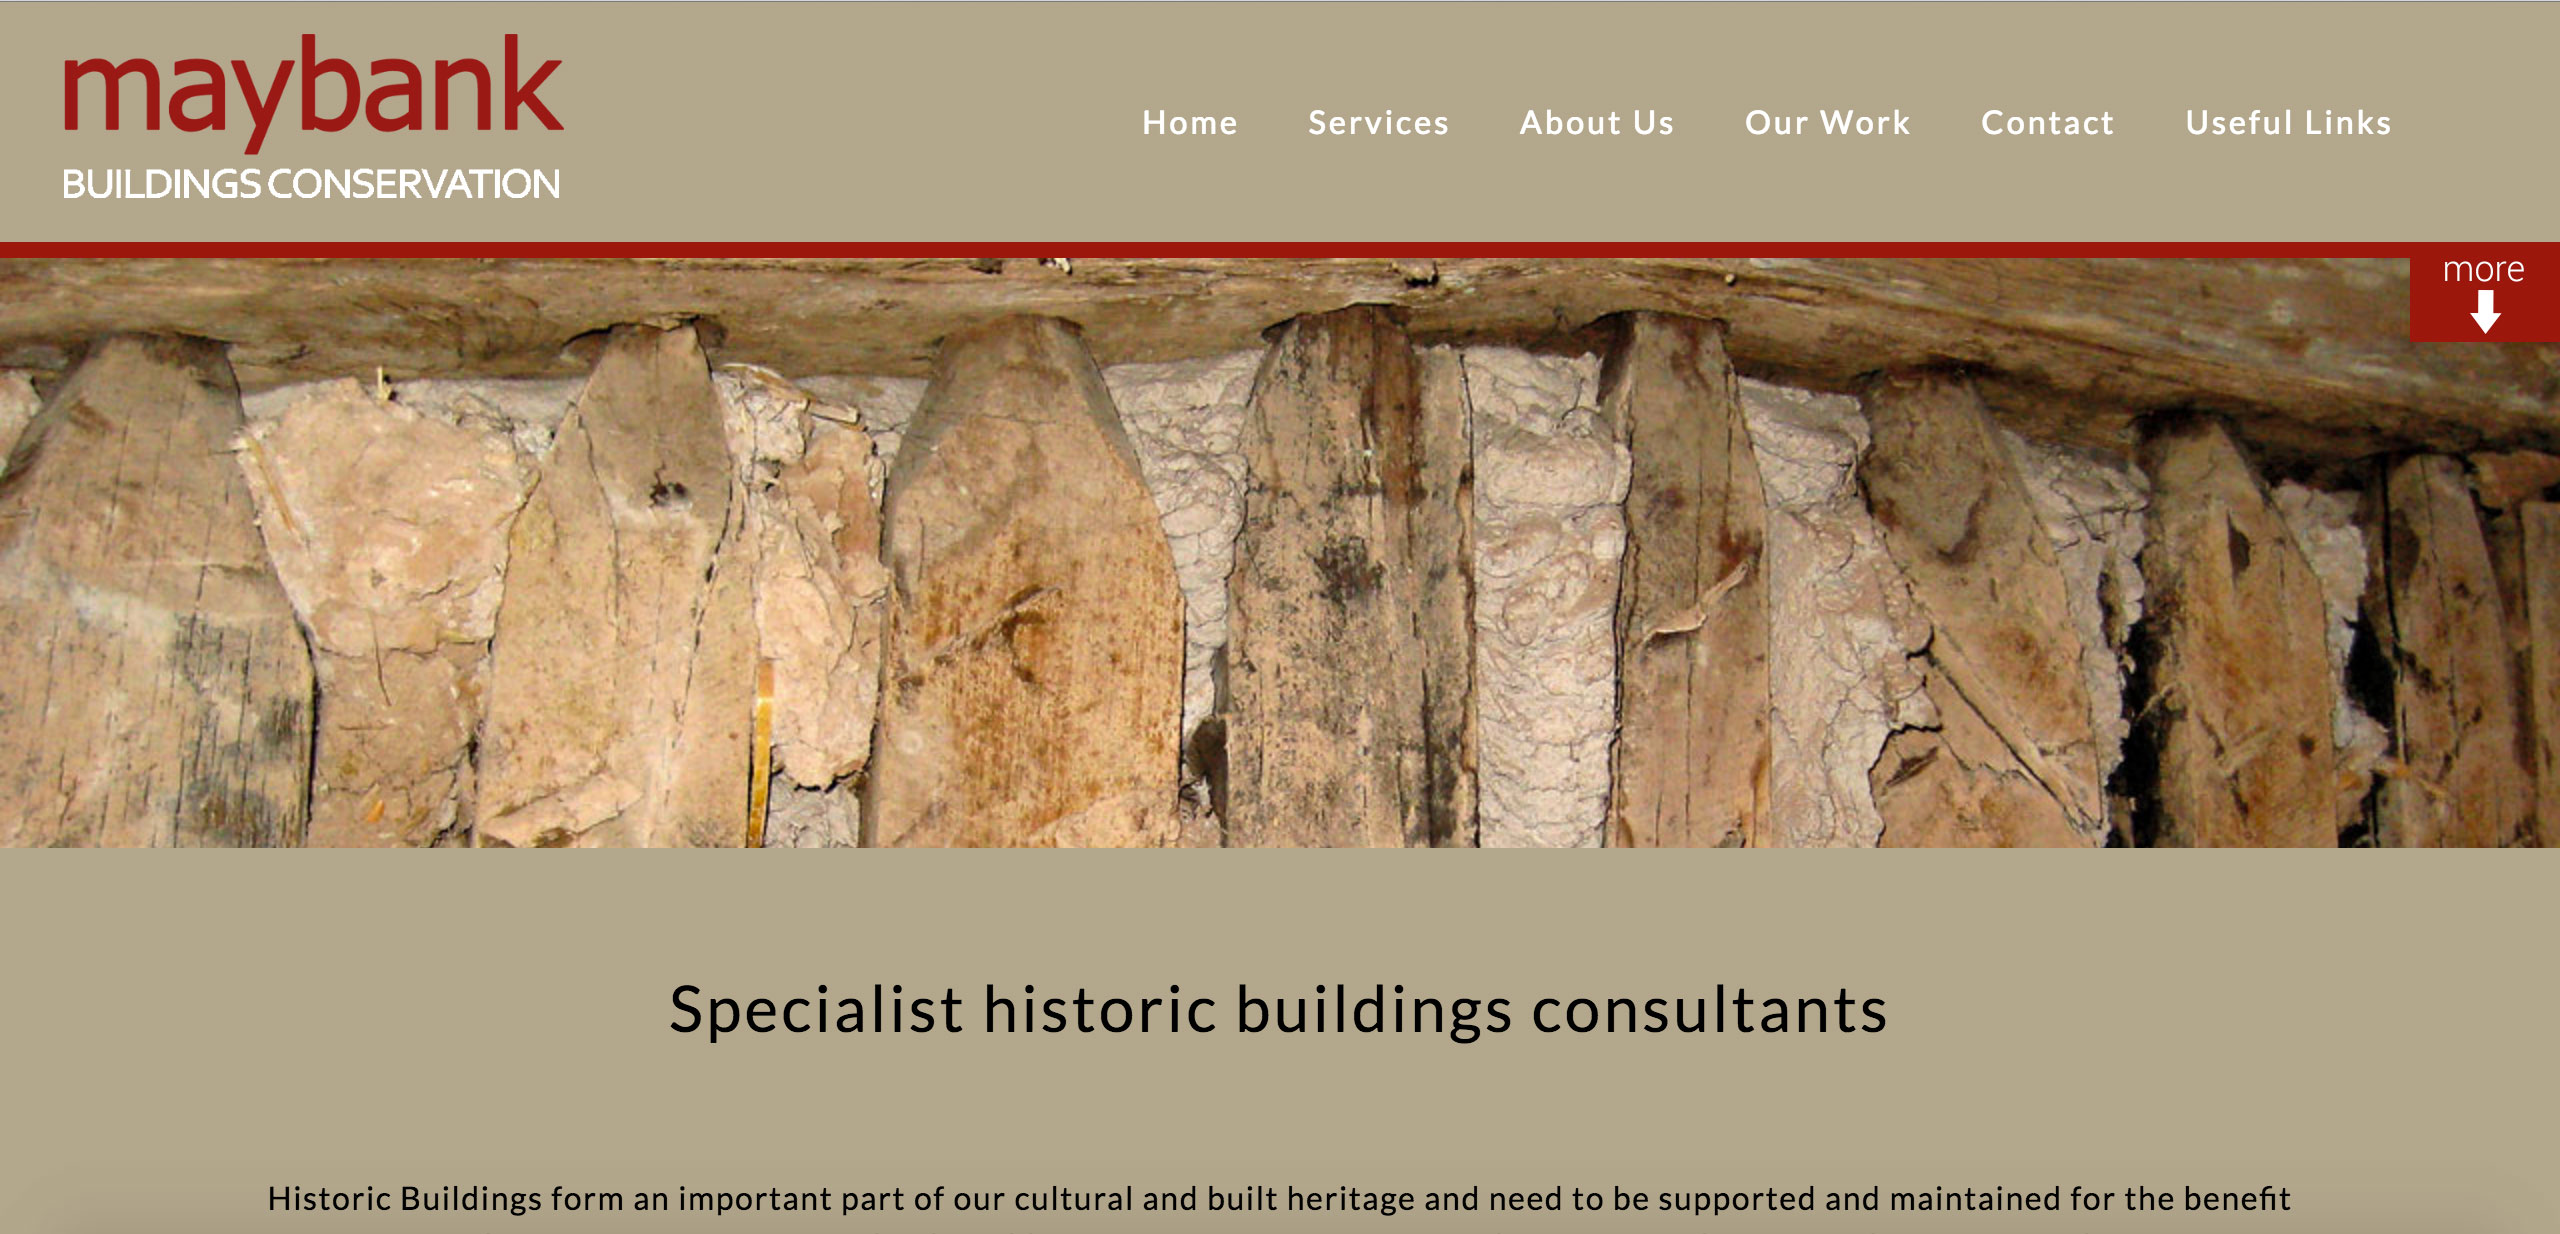 maybank
BUILDINGS CONSERVATION
Home Services About Us Our Work Contact Useful Links
more
Specialist historic buildings consultants
Historic Buildings form an important part of our cultural and built heritage and need to be supported and maintained for the benefit